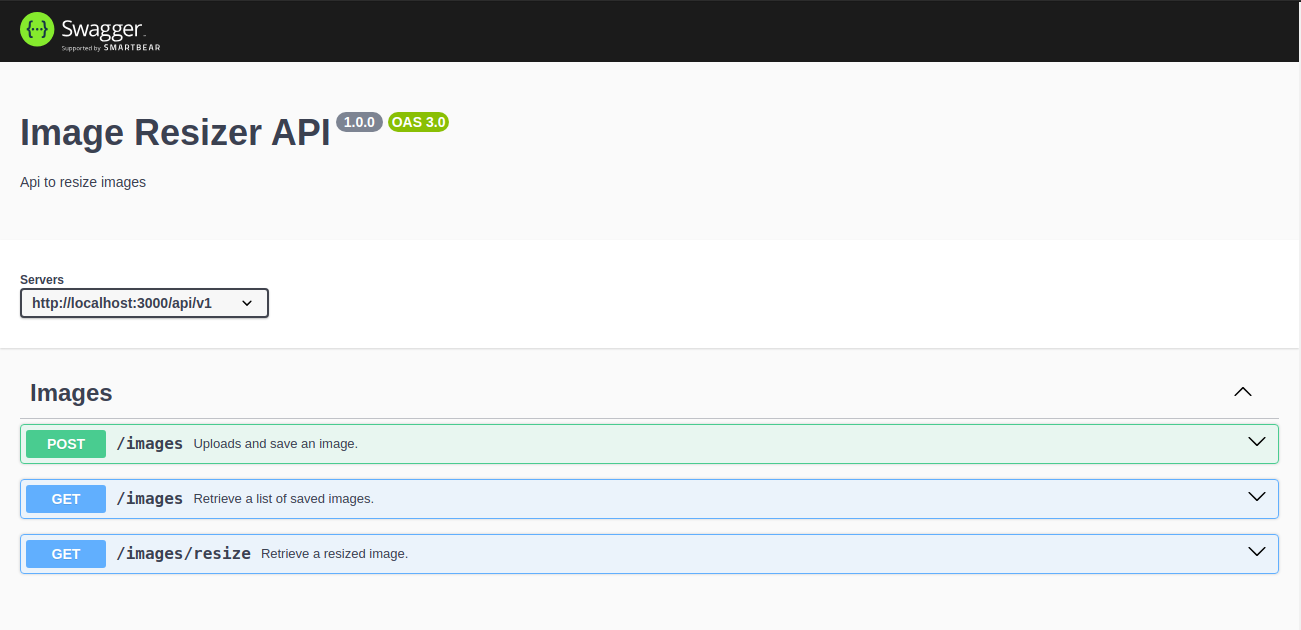 {···} Swagger
Supported by SMARTBEAR
Image Resizer API 1.0.0 OAS 3.0
Api to resize images
Servers
http://localhost:3000/api/v1
Images
POST /images Uploads and save an image.
GET /images Retrieve a list of saved images.
GET /images/resize Retrieve a resized image.